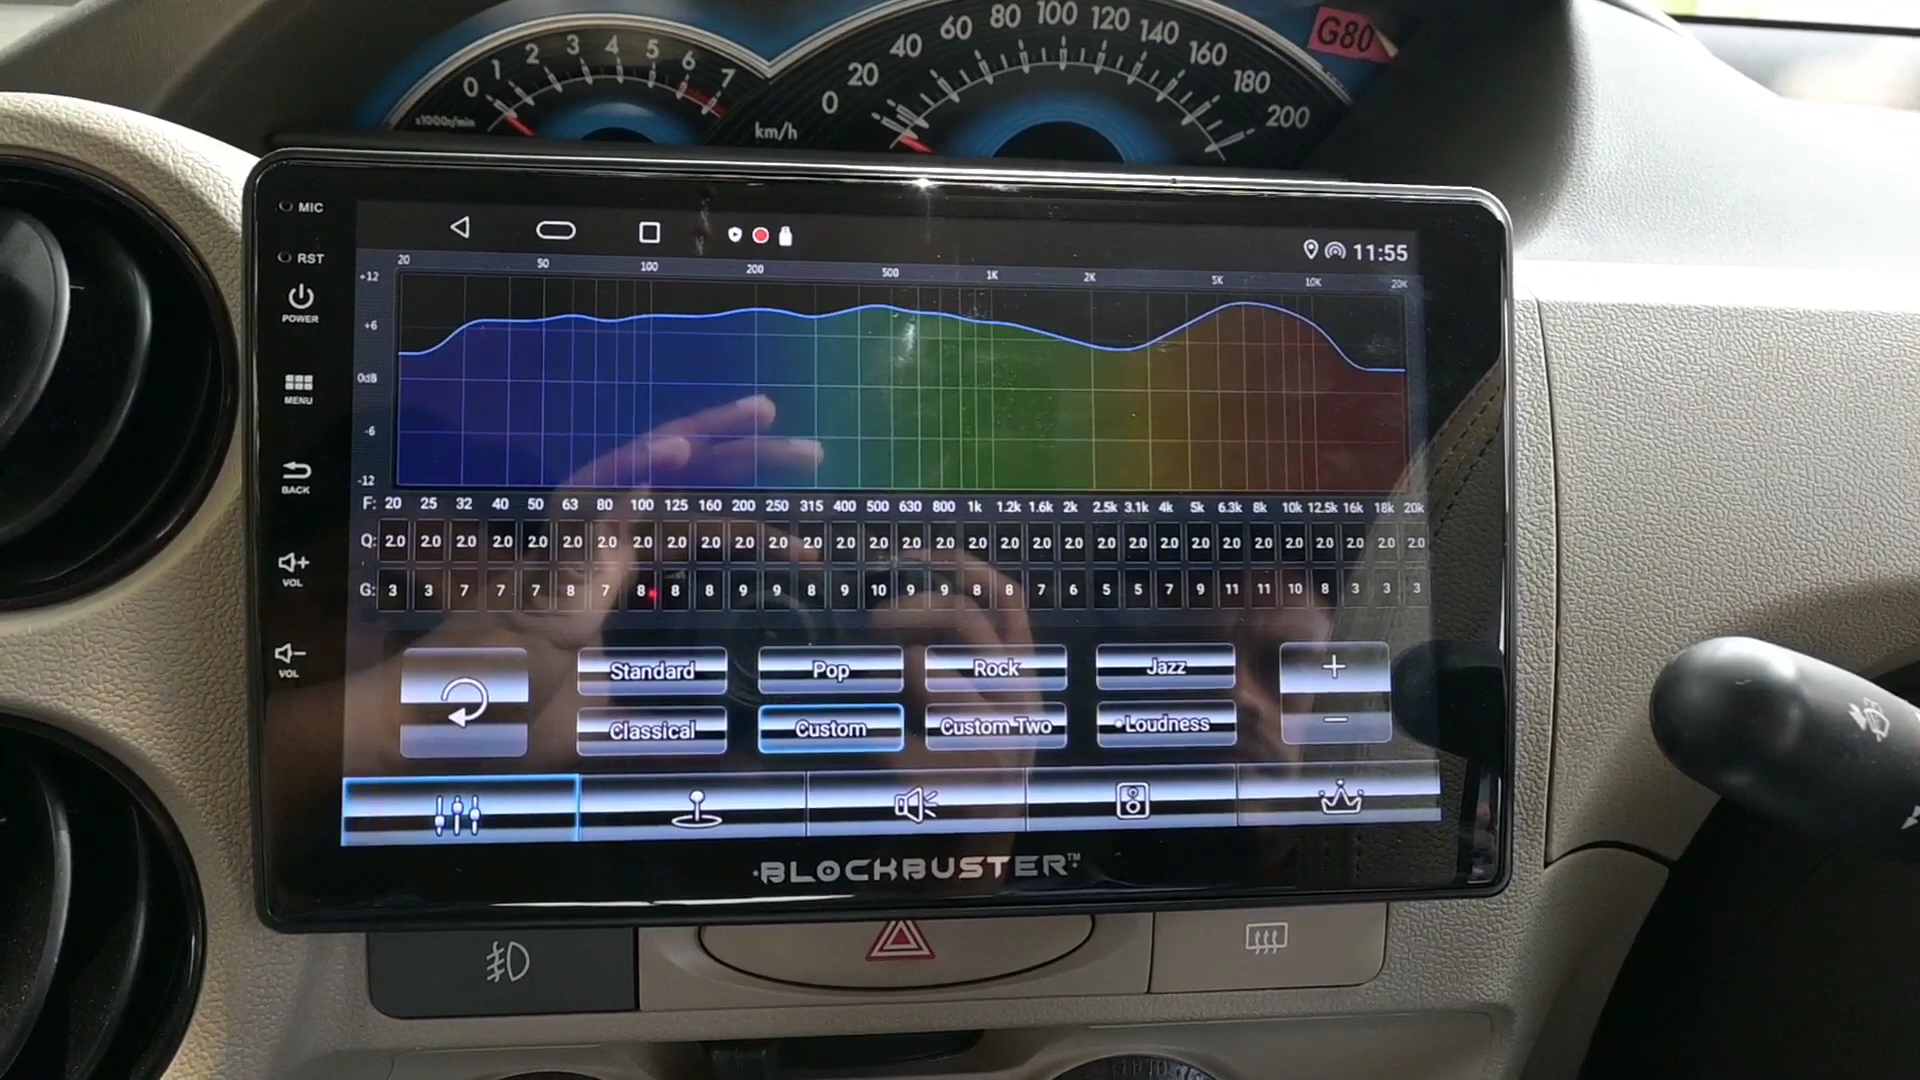 0 1 2 3 4 5 6 7
x1000r/min
0 20 40 60 80 100 120 140 160 180 200
km/h
G80
MIC
RST
POWER
MENU
BACK
VOL
VOL
11:55
20 50 100 200 500 1K 2K 5K 10K 20K
+12
+6
0dB
-6
-12
F: 20 25 32 40 50 63 80 100 125 160 200 250 315 400 500 630 800 1k 1.2k 1.6k 2k 2.5k 3.1k 4k 5k 6.3k 8k 10k 12.5k 16k 18k 20k
Q: 2.0 2.0 2.0 2.0 2.0 2.0 2.0 2.0 2.0 2.0 2.0 2.0 2.0 2.0 2.0 2.0 2.0 2.0 2.0 2.0 2.0 2.0 2.0 2.0 2.0 2.0 2.0 2.0 2.0 2.0 2.0 2.0
G: 3 3 7 7 7 8 7 8 8 8 9 9 8 9 10 9 9 8 8 7 6 5 5 7 9 11 11 10 8 3 3 3
Standard Pop Rock Jazz +
Classical Custom Custom Two •Loudness −
BLOCKBUSTER™